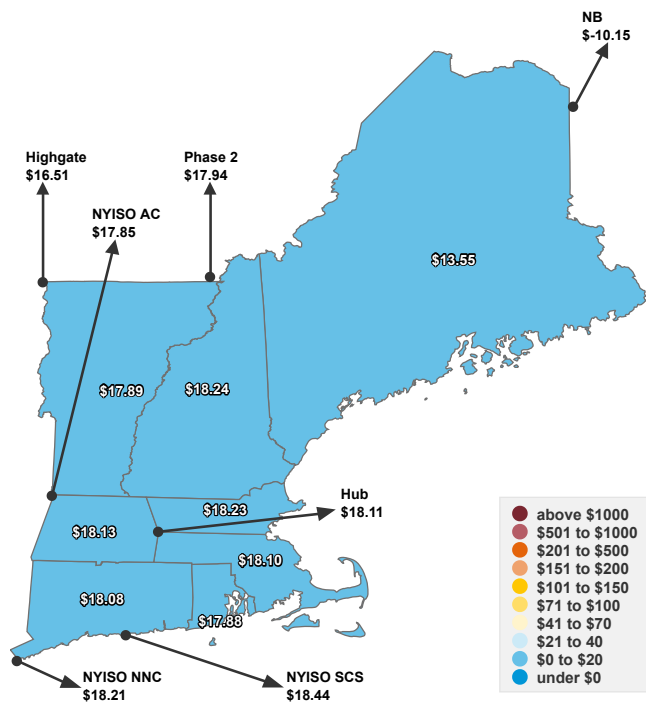 NB
$-10.15
Highgate
$16.51
Phase 2
$17.94
NYISO AC
$17.85
$13.55
$17.89
$18.24
Hub
$18.11
$18.23
$18.13
$18.10
$18.08
$17.88
NYISO NNC
$18.21
NYISO SCS
$18.44
above $1000
$501 to $1000
$201 to $500
$151 to $200
$101 to $150
$71 to $100
$41 to $70
$21 to 40
$0 to $20
under $0